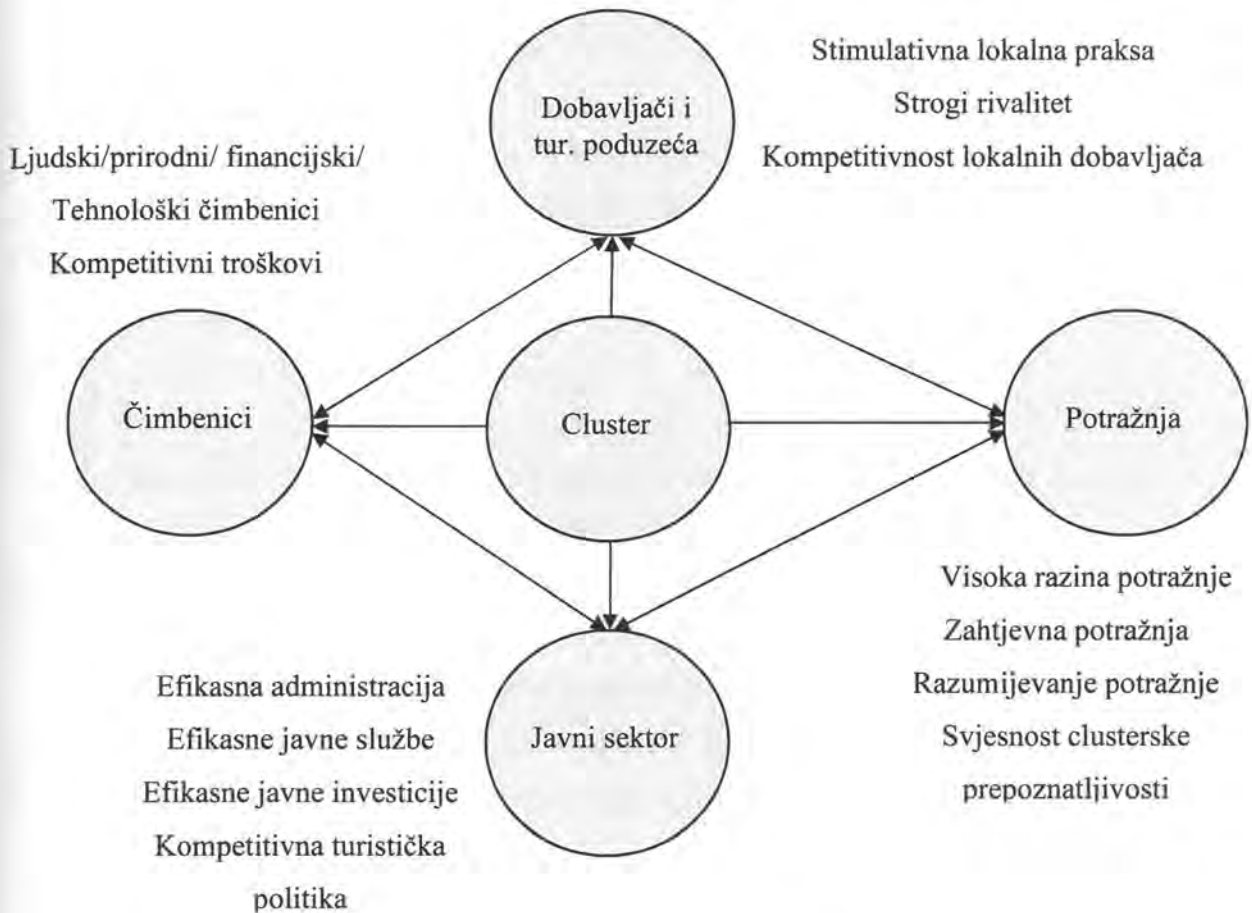 Stimulativna lokalna praksa
Strogi rivalitet
Kompetitivnost lokalnih dobavljača
Dobavljači i
tur. poduzeća
Ljudski/prirodni/ financijski/
Tehnološki čimbenici
Kompetitivni troškovi
Čimbenici
Cluster
Potražnja
Visoka razina potražnje
Zahtjevna potražnja
Razumijevanje potražnje
Svjesnost clusterske
prepoznatljivosti
Javni sektor
Efikasna administracija
Efikasne javne službe
Efikasne javne investicije
Kompetitivna turistička
politika